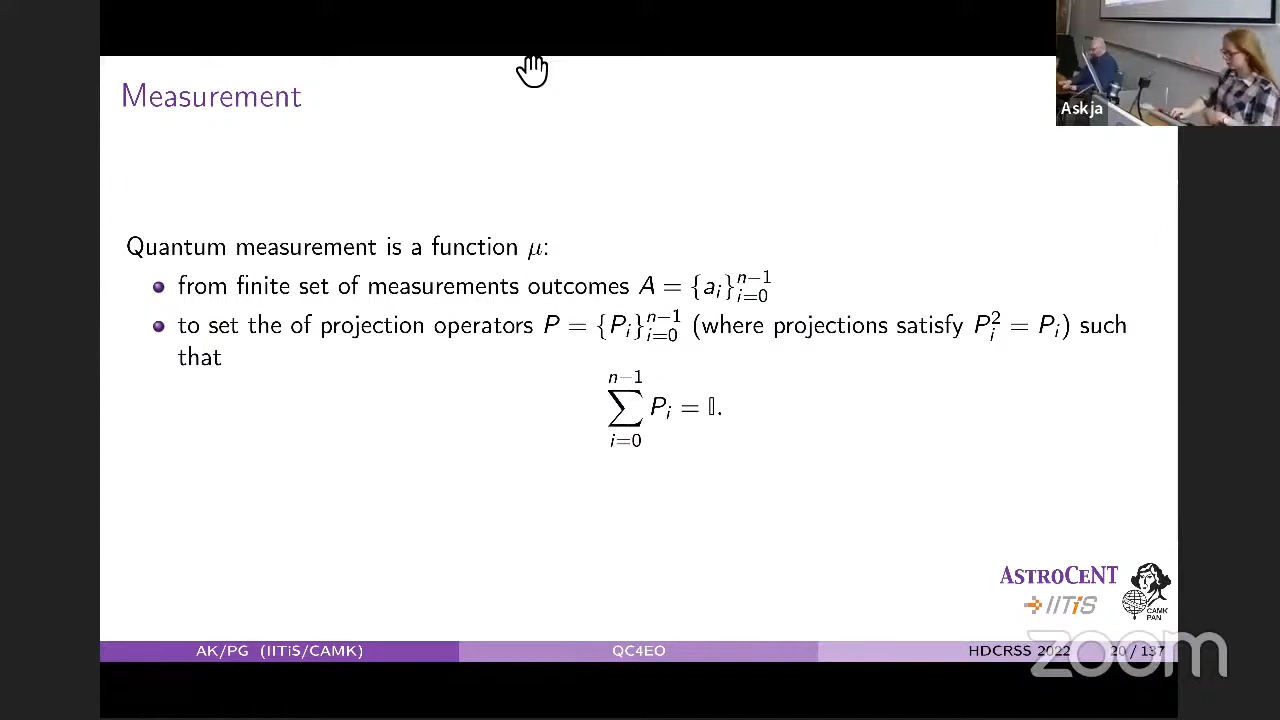 Measurement
Askja
Quantum measurement is a function μ:
from finite set of measurements outcomes A = {a_i}_{i=0}^{n−1}
to set the of projection operators P = {P_i}_{i=0}^{n−1} (where projections satisfy P_i^2 = P_i) such
that
\sum_{i=0}^{n−1} P_i = 𝕀.
ASTROCENT
IITiS
CAMK
PAN
AK/PG (IITiS/CAMK)
QC4EO
HDCRSS 2022
20 / 137
zoom